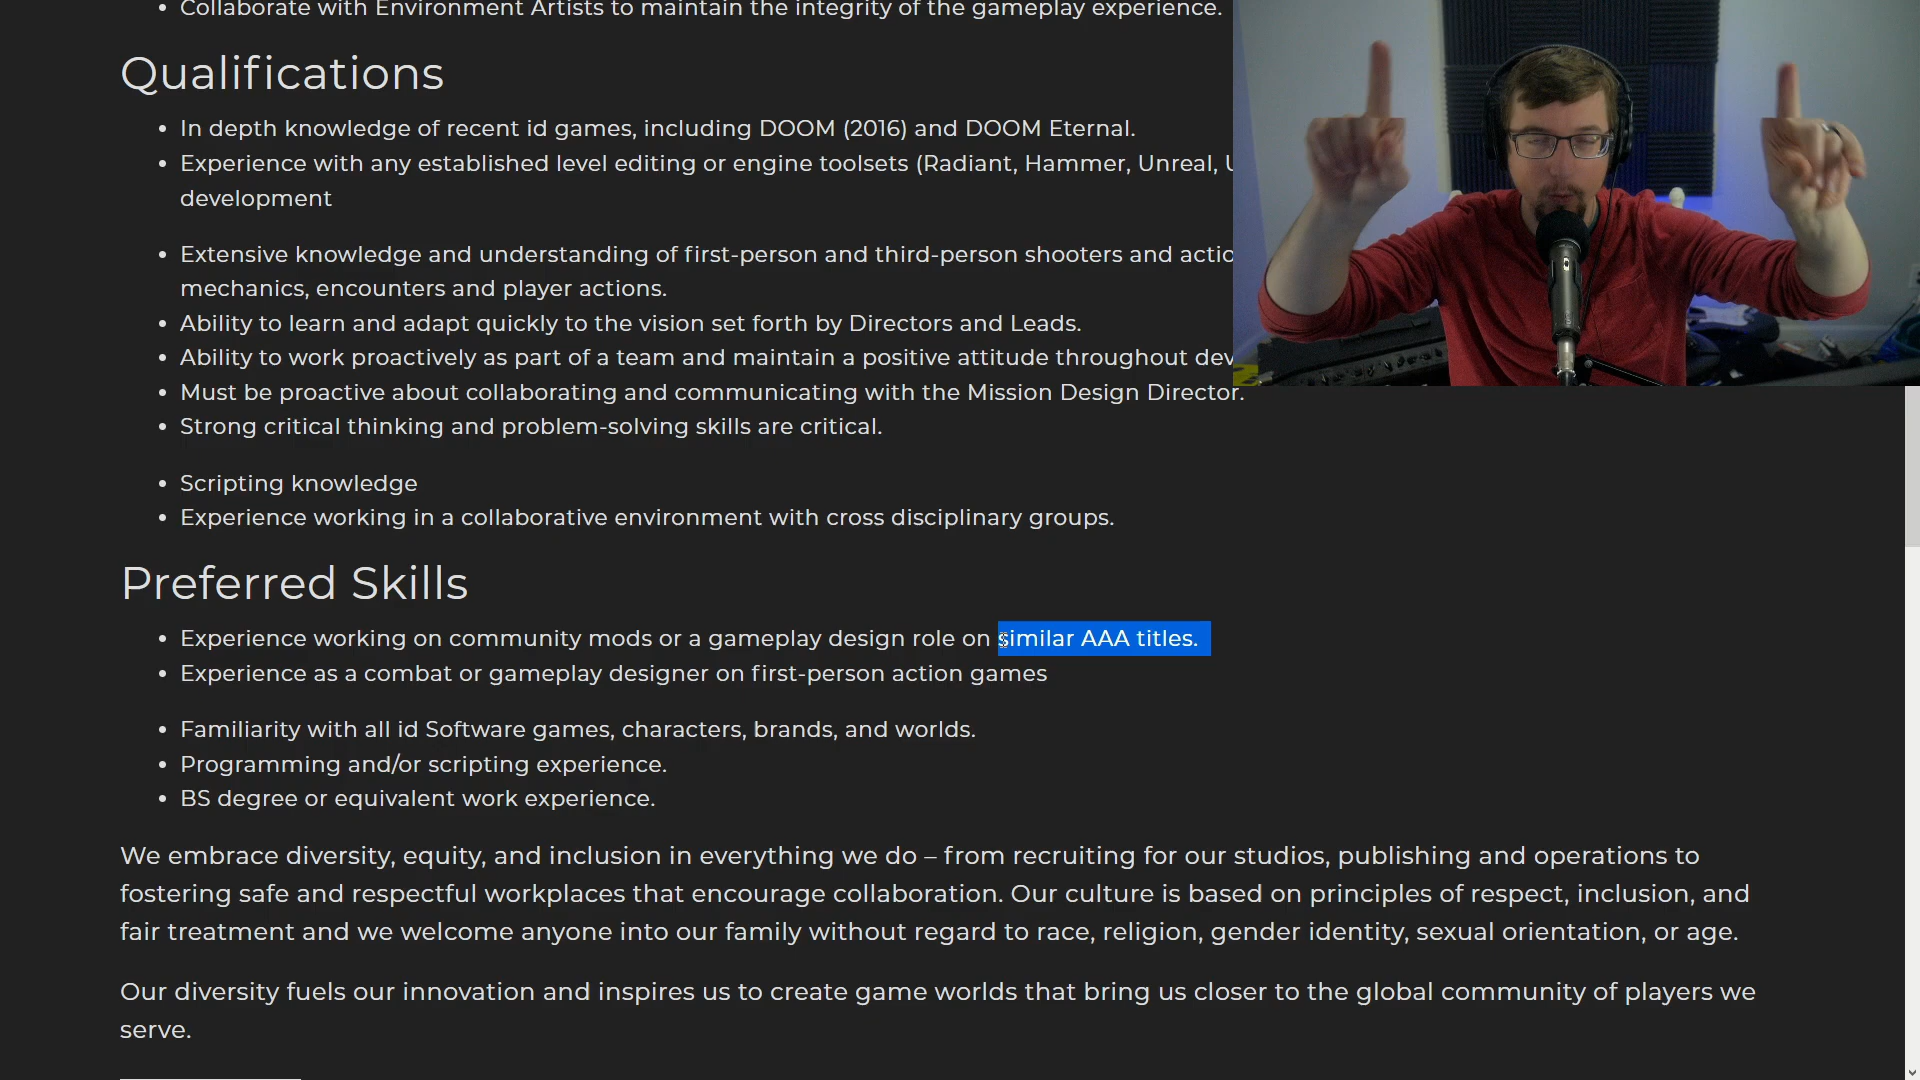 Collaborate with Environment Artists to maintain the integrity of the gameplay experience.
Qualifications
In depth knowledge of recent id games, including DOOM (2016) and DOOM Eternal.
Experience with any established level editing or engine toolsets (Radiant, Hammer, Unreal,
development
Extensive knowledge and understanding of first-person and third-person shooters and
mechanics, encounters and player actions.
Ability to learn and adapt quickly to the vision set forth by Directors and Leads.
Ability to work proactively as part of a team and maintain a positive attitude throughout
Must be proactive about collaborating and communicating with the Mission Design Director.
Strong critical thinking and problem-solving skills are critical.
Scripting knowledge
Experience working in a collaborative environment with cross disciplinary groups.
Preferred Skills
Experience working on community mods or a gameplay design role on similar AAA titles.
Experience as a combat or gameplay designer on first-person action games
Familiarity with all id Software games, characters, brands, and worlds.
Programming and/or scripting experience.
BS degree or equivalent work experience.
We embrace diversity, equity, and inclusion in everything we do – from recruiting for our studios, publishing and operations to
fostering safe and respectful workplaces that encourage collaboration. Our culture is based on principles of respect, inclusion, and
fair treatment and we welcome anyone into our family without regard to race, religion, gender identity, sexual orientation, or age.
Our diversity fuels our innovation and inspires us to create game worlds that bring us closer to the global community of players we
serve.